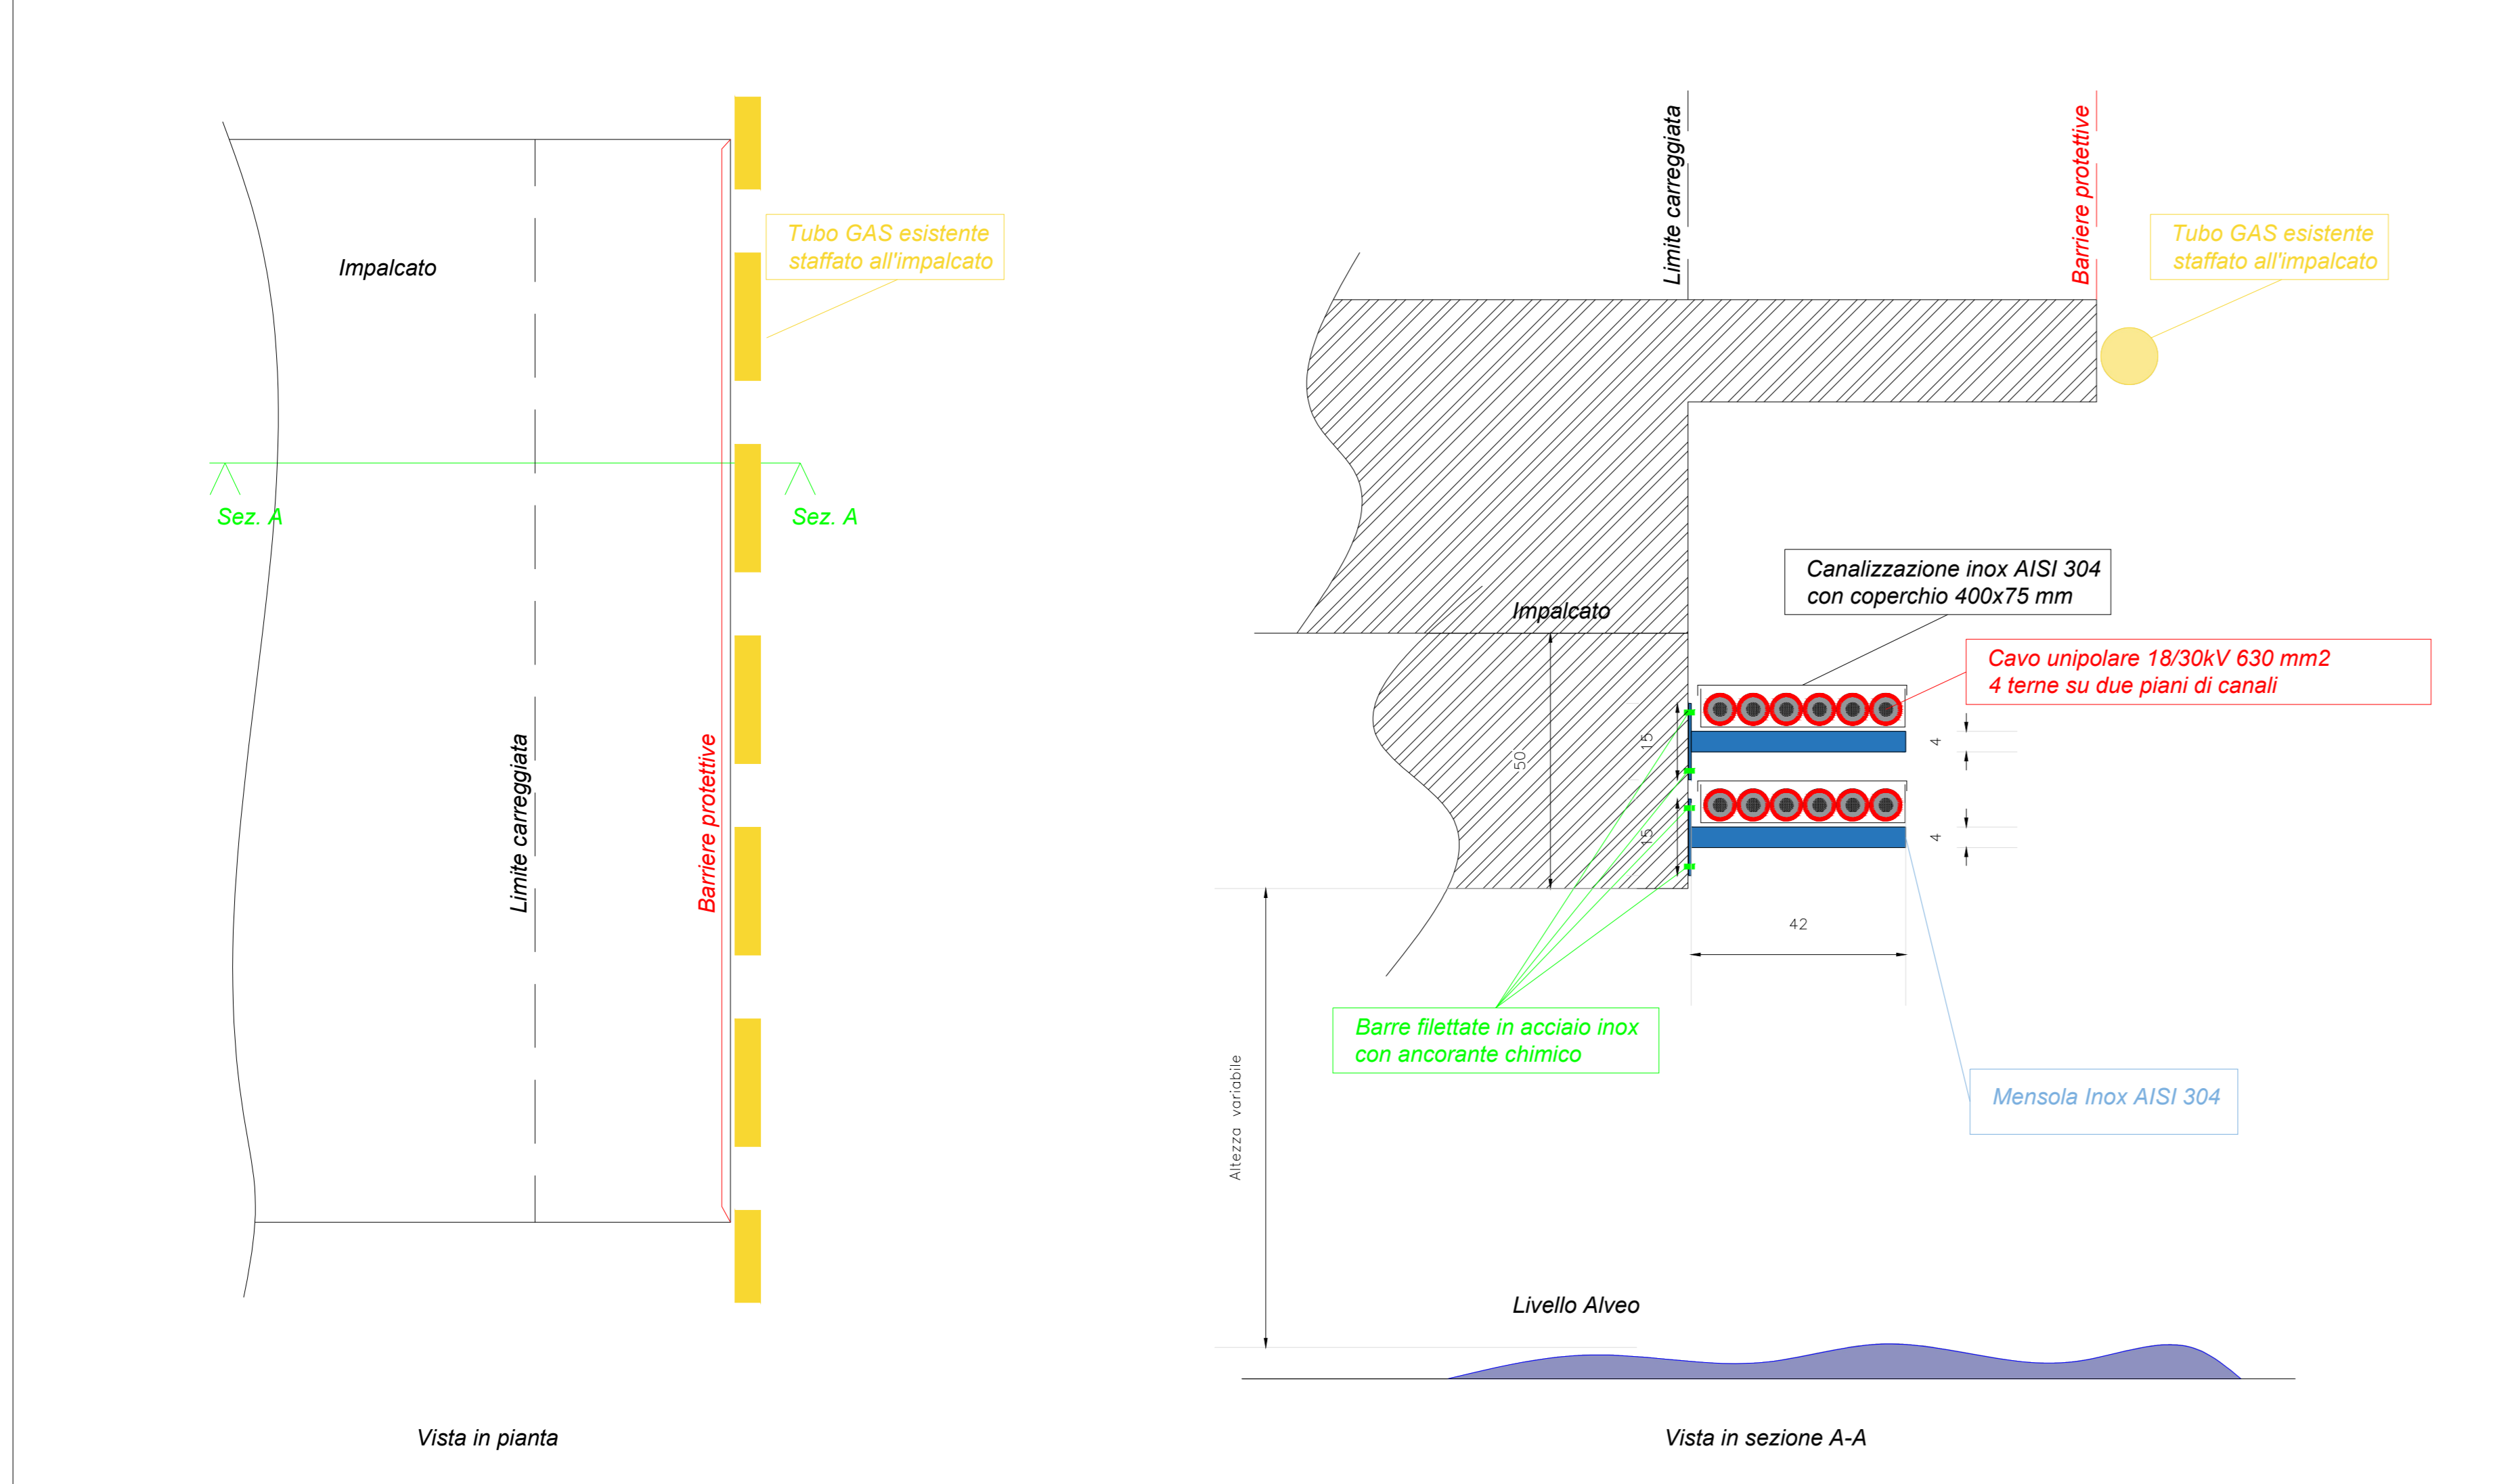 Impalcato
Tubo GAS esistente
staffato all'impalcato
Sez. A
Sez. A
Limite carreggiata
Barriere protettive
Vista in pianta
Limite carreggiata
Barriere protettive
Tubo GAS esistente
staffato all'impalcato
Canalizzazione inox AISI 304
con coperchio 400x75 mm
Impalcato
Cavo unipolare 18/30kV 630 mm2
4 terne su due piani di canali
50
15
4
15
4
42
Barre filettate in acciaio inox
con ancorante chimico
Mensola Inox AISI 304
Altezza variabile
Livello Alveo
Vista in sezione A-A